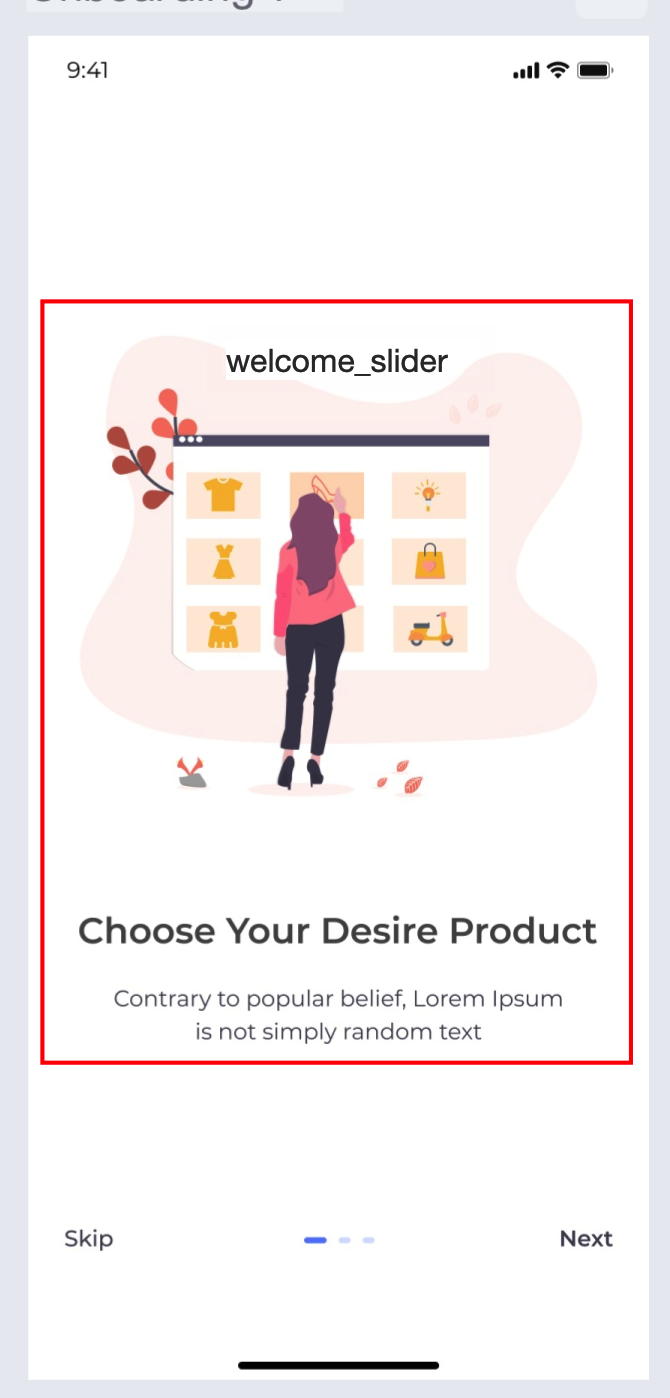 9:41
welcome_slider
Choose Your Desire Product
Contrary to popular belief, Lorem Ipsum
is not simply random text
Skip
Next